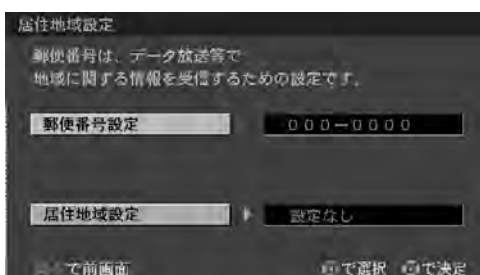 居住地域設定
郵便番号は、データ放送等で
地域に関する情報を受信するための設定です。
郵便番号設定 000-0000
居住地域設定 設定なし
で前画面 で選択 で決定